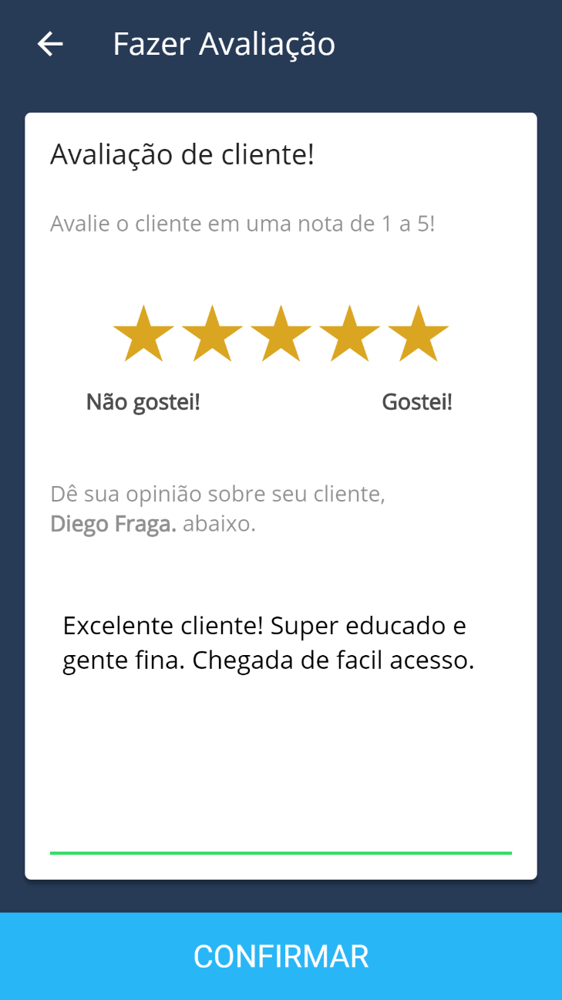 Fazer Avaliação
Avaliação de cliente!
Avalie o cliente em uma nota de 1 a 5!
Não gostei! Gostei!
Dê sua opinião sobre seu cliente,
Diego Fraga. abaixo.
Excelente cliente! Super educado e
gente fina. Chegada de facil acesso.
CONFIRMAR